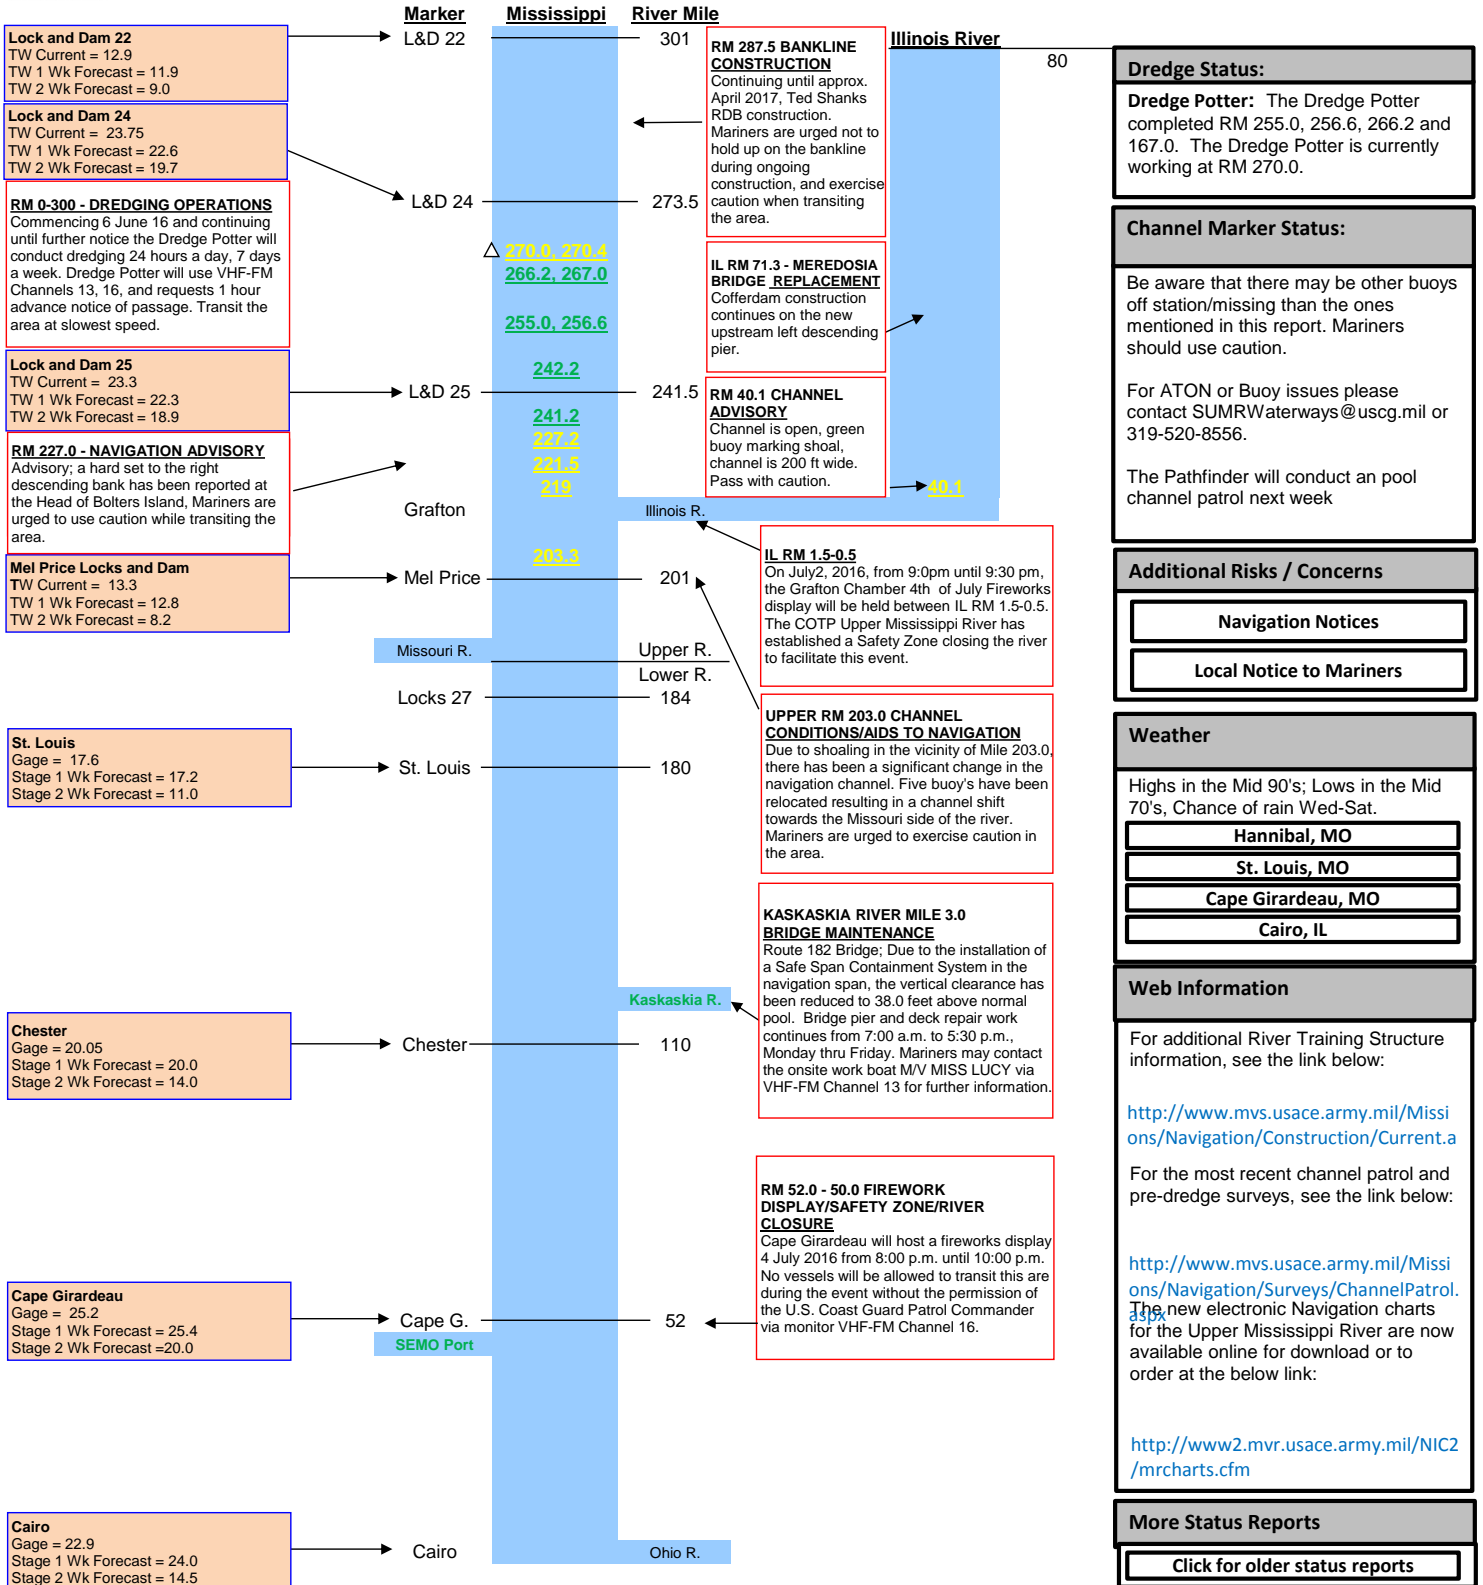 Marker Mississippi River Mile
Lock and Dam 22
TW Current = 12.9
TW 1 Wk Forecast = 11.9
TW 2 Wk Forecast = 9.0
Lock and Dam 24
TW Current =  23.75
TW 1 Wk Forecast = 22.6
TW 2 Wk Forecast = 19.7
RM 0-300 - DREDGING OPERATIONS
Commencing 6 June 16 and continuing
until further notice the Dredge Potter will
conduct dredging 24 hours a day, 7 days
a week. Dredge Potter will use VHF-FM
Channels 13, 16, and requests 1 hour
advance notice of passage. Transit the
area at slowest speed.
Lock and Dam 25
TW Current =  23.3
TW 1 Wk Forecast = 22.3
TW 2 Wk Forecast = 18.9
RM 227.0 - NAVIGATION ADVISORY
Advisory; a hard set to the right
descending bank has been reported at
the Head of Bolters Island, Mariners are
urged to use caution while transiting the
area.
Mel Price Locks and Dam
TW Current =  13.3
TW 1 Wk Forecast = 12.8
TW 2 Wk Forecast = 8.2
St. Louis
Gage =  17.6
Stage 1 Wk Forecast = 17.2
Stage 2 Wk Forecast = 11.0
Chester
Gage = 20.05
Stage 1 Wk Forecast = 20.0
Stage 2 Wk Forecast = 14.0
Cape Girardeau
Gage =  25.2
Stage 1 Wk Forecast = 25.4
Stage 2 Wk Forecast =20.0
Cairo
Gage = 22.9
Stage 1 Wk Forecast = 24.0
Stage 2 Wk Forecast = 14.5
L&D 22 301
L&D 24 273.5
270.0, 270.4
266.2, 267.0
255.0, 256.6
242.2
L&D 25 241.5
241.2
227.2
221.5
219
Grafton Illinois R.
203.3
Mel Price 201
Missouri R. Upper R.
Lower R.
Locks 27 184
St. Louis 180
Kaskaskia R.
Chester 110
Cape G. 52
SEMO Port
Cairo Ohio R.
Illinois River
80
40.1
RM 287.5 BANKLINE
CONSTRUCTION
Continuing until approx.
April 2017, Ted Shanks
RDB construction.
Mariners are urged not to
hold up on the bankline
during ongoing
construction, and exercise
caution when transiting
the area.
IL RM 71.3 - MEREDOSIA
BRIDGE REPLACEMENT
Cofferdam construction
continues on the new
upstream left descending
pier.
RM 40.1 CHANNEL
ADVISORY
Channel is open, green
buoy marking shoal,
channel is 200 ft wide.
Pass with caution.
IL RM 1.5-0.5
On July2, 2016, from 9:0pm until 9:30 pm,
the Grafton Chamber 4th  of July Fireworks
display will be held between IL RM 1.5-0.5.
The COTP Upper Mississippi River has
established a Safety Zone closing the river
to facilitate this event.
UPPER RM 203.0 CHANNEL
CONDITIONS/AIDS TO NAVIGATION
Due to shoaling in the vicinity of Mile 203.0,
there has been a significant change in the
navigation channel. Five buoy's have been
relocated resulting in a channel shift
towards the Missouri side of the river.
Mariners are urged to exercise caution in
the area.
KASKASKIA RIVER MILE 3.0
BRIDGE MAINTENANCE
Route 182 Bridge; Due to the installation of
a Safe Span Containment System in the
navigation span, the vertical clearance has
been reduced to 38.0 feet above normal
pool.  Bridge pier and deck repair work
continues from 7:00 a.m. to 5:30 p.m.,
Monday thru Friday. Mariners may contact
the onsite work boat M/V MISS LUCY via
VHF-FM Channel 13 for further information.
RM 52.0 - 50.0 FIREWORK
DISPLAY/SAFETY ZONE/RIVER
CLOSURE
Cape Girardeau will host a fireworks display
4 July 2016 from 8:00 p.m. until 10:00 p.m.
No vessels will be allowed to transit this are
during the event without the permission of
the U.S. Coast Guard Patrol Commander
via monitor VHF-FM Channel 16.
Dredge Status:
Dredge Potter:  The Dredge Potter
completed RM 255.0, 256.6, 266.2 and
167.0.  The Dredge Potter is currently
working at RM 270.0.
Channel Marker Status:
Be aware that there may be other buoys
off station/missing than the ones
mentioned in this report. Mariners
should use caution.
For ATON or Buoy issues please
contact SUMRWaterways@uscg.mil or
319-520-8556.
The Pathfinder will conduct an pool
channel patrol next week
Additional Risks / Concerns
Navigation Notices
Local Notice to Mariners
Weather
Highs in the Mid 90's; Lows in the Mid
70's, Chance of rain Wed-Sat.
Hannibal, MO
St. Louis, MO
Cape Girardeau, MO
Cairo, IL
Web Information
For additional River Training Structure
information, see the link below:
http://www.mvs.usace.army.mil/Missi
ons/Navigation/Construction/Current.a
For the most recent channel patrol and
pre-dredge surveys, see the link below:
http://www.mvs.usace.army.mil/Missi
ons/Navigation/Surveys/ChannelPatrol.
aspx
The new electronic Navigation charts
for the Upper Mississippi River are now
available online for download or to
order at the below link:
http://www2.mvr.usace.army.mil/NIC2
/mrcharts.cfm
More Status Reports
Click for older status reports